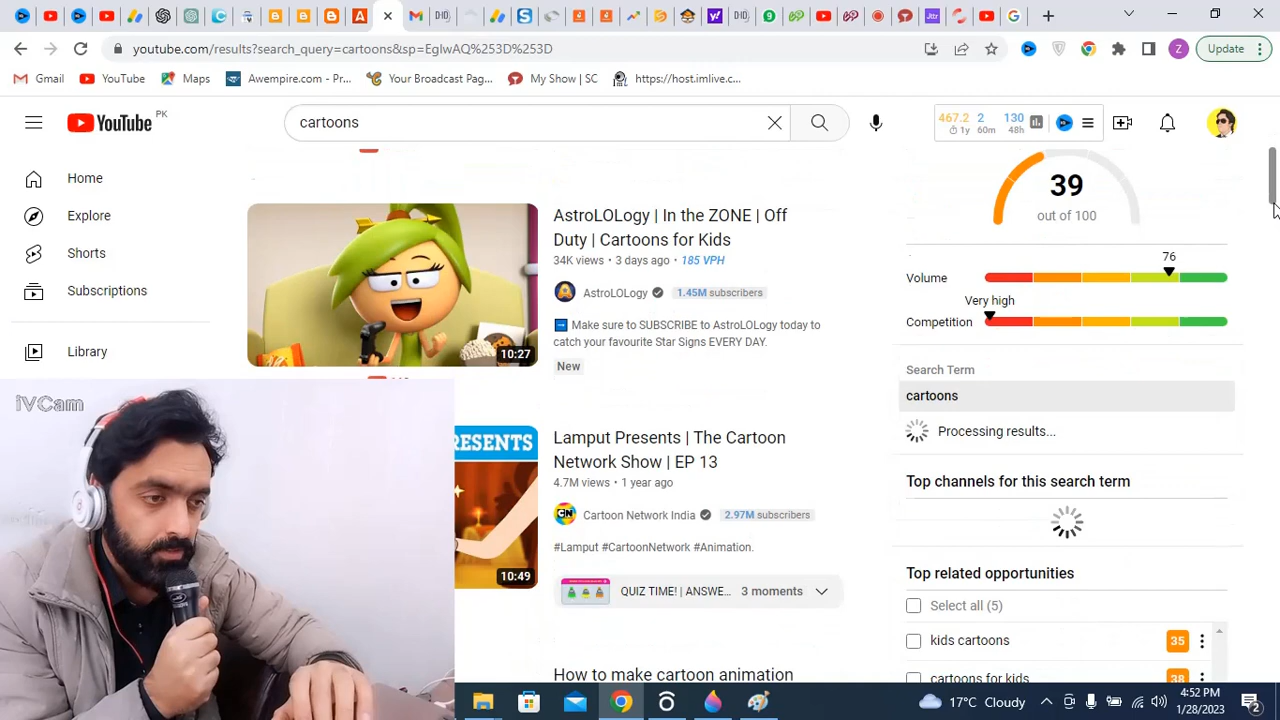 youtube.com/results?search_query=cartoons&sp=EgIwAQ%253D%253D
Update
Gmail
YouTube
Maps
Awempire.com - Pr...
Your Broadcast Pag...
My Show | SC
https://host.imlive.c...
YouTube PK
cartoons
467.2 2 130
1y 60m 48h
Home
Explore
Shorts
Subscriptions
Library
AstroLOLogy | In the ZONE | Off
Duty | Cartoons for Kids
34K views • 3 days ago • 185 VPH
AstroLOLogy 1.45M subscribers
Make sure to SUBSCRIBE to AstroLOLogy today to
catch your favourite Star Signs EVERY DAY.
New
10:27
Lamput Presents | The Cartoon
Network Show | EP 13
4.7M views • 1 year ago
Cartoon Network India 2.97M subscribers
#Lamput #CartoonNetwork #Animation.
QUIZ TIME! | ANSWE... 3 moments
RESENTS
10:49
How to make cartoon animation
39
out of 100
76
Volume
Very high
Competition
Search Term
cartoons
Processing results...
Top channels for this search term
Top related opportunities
Select all (5)
kids cartoons 35
cartoons for kids 38
iVCam
17°C Cloudy
4:52 PM
1/28/2023
2